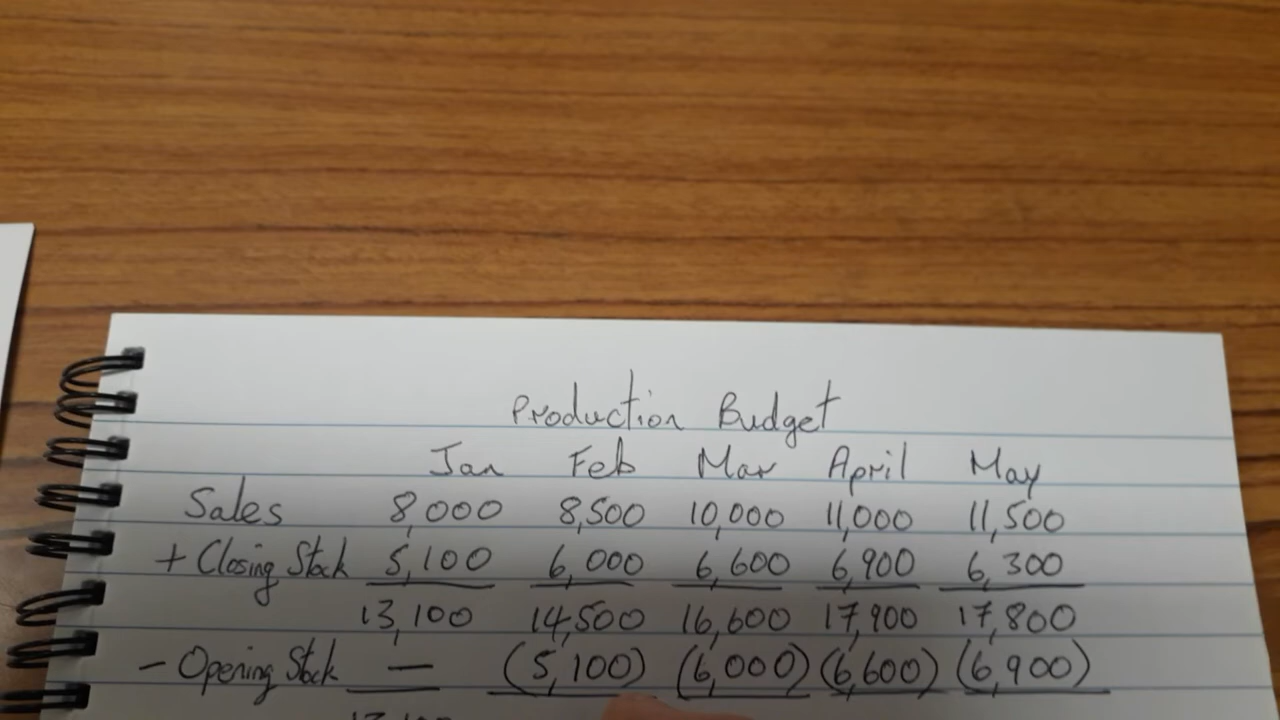 Production Budget
Jan Feb Mar April May
Sales 8,000 8,500 10,000 11,000 11,500
+ Closing Stock 5,100 6,000 6,600 6,900 6,300
13,100 14,500 16,600 17,900 17,800
- Opening Stock — (5,100) (6,000) (6,600) (6,900)